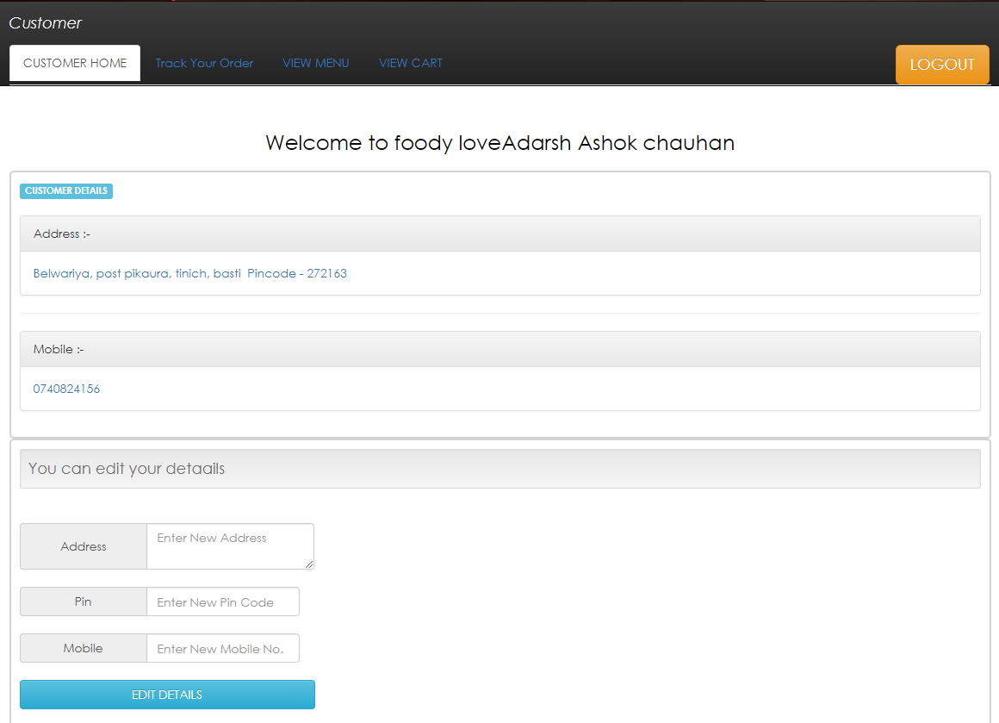 Customer
CUSTOMER HOME Track Your Order VIEW MENU VIEW CART LOGOUT
Welcome to foody loveAdarsh Ashok chauhan
CUSTOMER DETAILS
Address :-
Belwariya, post pikaura, tinich, basti Pincode - 272163
Mobile :-
0740824156
You can edit your detaails
Address Enter New Address
Pin Enter New Pin Code
Mobile Enter New Mobile No.
EDIT DETAILS